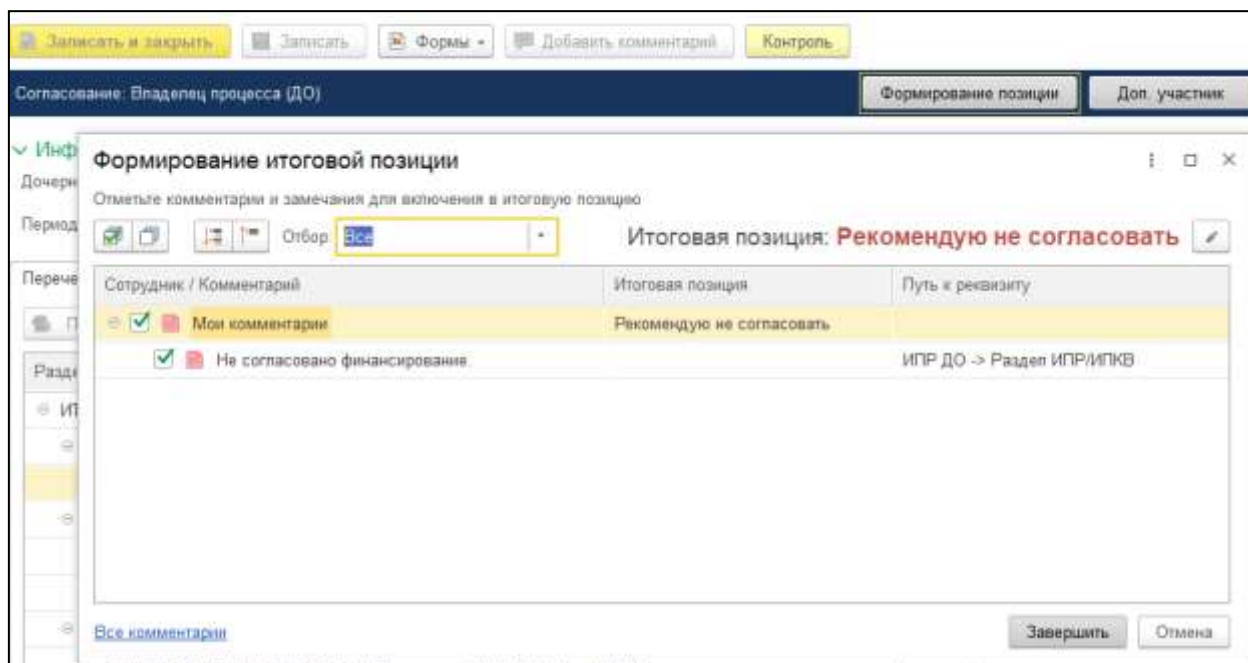 Записать и закрыть Записать Формы Добавить комментарий Контроль
Согласование: Владелец процесса (ДО) Формирование позиции Доп. участник
Инф
Формирование итоговой позиции
Дочерн
Отметьте комментарии и замечания для включения в итоговую позицию
Период
Отбор: Все Итоговая позиция: Рекомендую не согласовать
Перече
Сотрудник / Комментарий Итоговая позиция Путь к реквизиту
П Мои комментарии Рекомендую не согласовать
Не согласовано финансирование ИПР ДО -> Раздел ИПР/ИПКВ
Разде
ИТ
Все комментарии Завершить Отмена